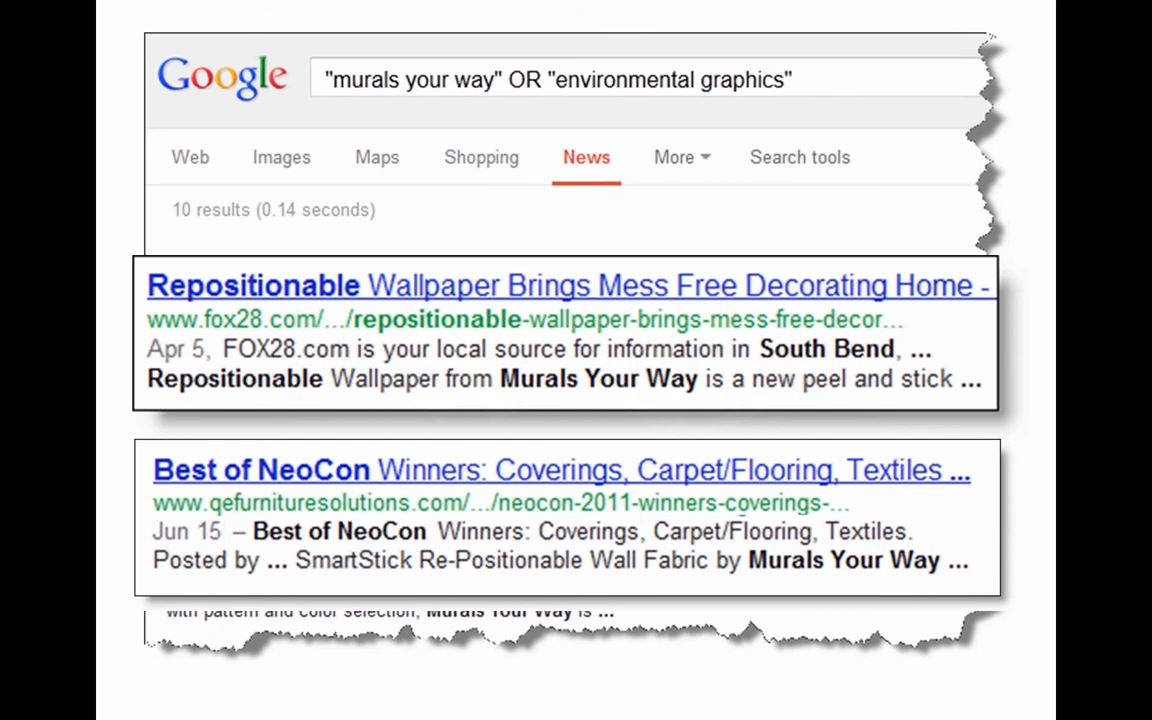 Google "murals your way" OR "environmental graphics"
Web Images Maps Shopping News More Search tools
10 results (0.14 seconds)
Repositionable Wallpaper Brings Mess Free Decorating Home -
www.fox28.com/.../repositionable-wallpaper-brings-mess-free-decor...
Apr 5, FOX28.com is your local source for information in South Bend, ...
Repositionable Wallpaper from Murals Your Way is a new peel and stick ...
Best of NeoCon Winners: Coverings, Carpet/Flooring, Textiles ...
www.qefurnituresolutions.com/.../neocon-2011-winners-coverings-...
Jun 15 – Best of NeoCon Winners: Coverings, Carpet/Flooring, Textiles.
Posted by ... SmartStick Re-Positionable Wall Fabric by Murals Your Way ...
with pattern and color selection, Murals Your Way is ...